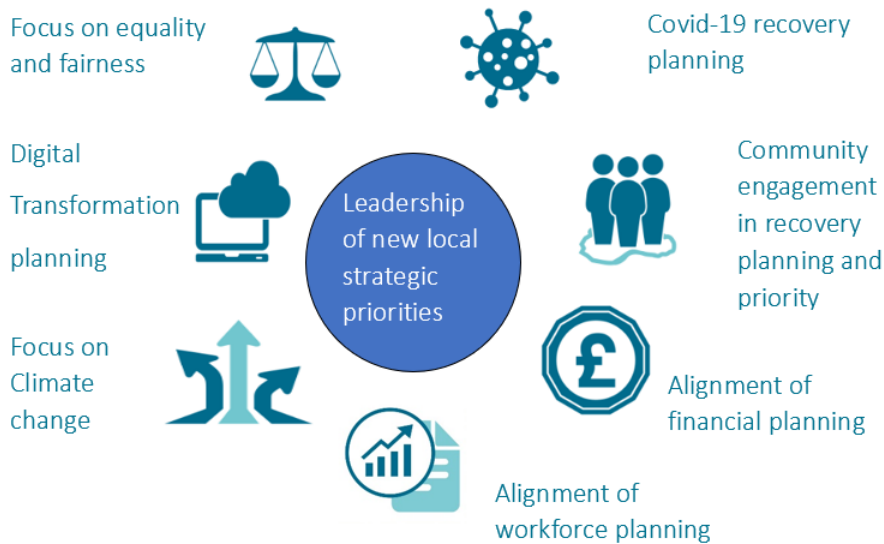 Focus on equality
and fairness
Covid-19 recovery
planning
Digital
Transformation
planning
Leadership
of new local
strategic
priorities
Community
engagement
in recovery
planning and
priority
Focus on
Climate
change
£
Alignment of
financial planning
Alignment of
workforce planning